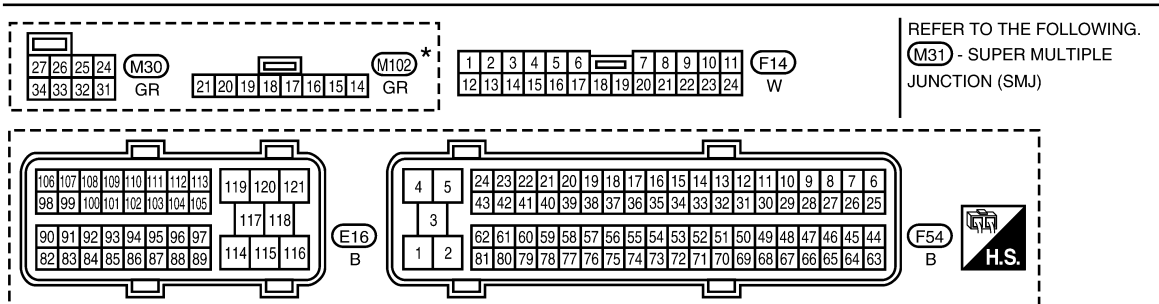 27 26 25 24
34 33 32 31
M30
GR
21 20 19 18 17 16 15 14
M102 *
GR
1 2 3 4 5 6 7 8 9 10 11
12 13 14 15 16 17 18 19 20 21 22 23 24
F14
W
REFER TO THE FOLLOWING.
M31 - SUPER MULTIPLE
JUNCTION (SMJ)
106 107 108 109 110 111 112 113
98 99 100 101 102 103 104 105
90 91 92 93 94 95 96 97
82 83 84 85 86 87 88 89
119 120 121
117 118
114 115 116
E16
B
4 5
3
1 2
24 23 22 21 20 19 18 17 16 15 14 13 12 11 10 9 8 7 6
43 42 41 40 39 38 37 36 35 34 33 32 31 30 29 28 27 26 25
62 61 60 59 58 57 56 55 54 53 52 51 50 49 48 47 46 45 44
81 80 79 78 77 76 75 74 73 72 71 70 69 68 67 66 65 64 63
F54
B
H.S.